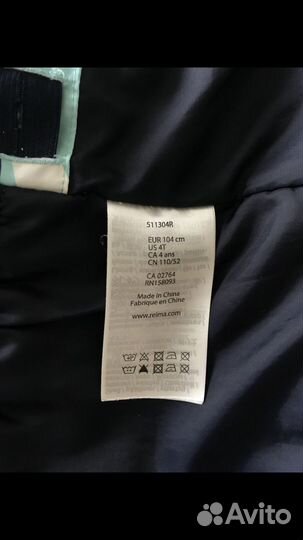 511304R
EUR 104 cm
US 4T
CA 4 ans
CN 110/52
CA 02764
RN158093
Made in China
Fabriqué en Chine
www.reima.com
Avito